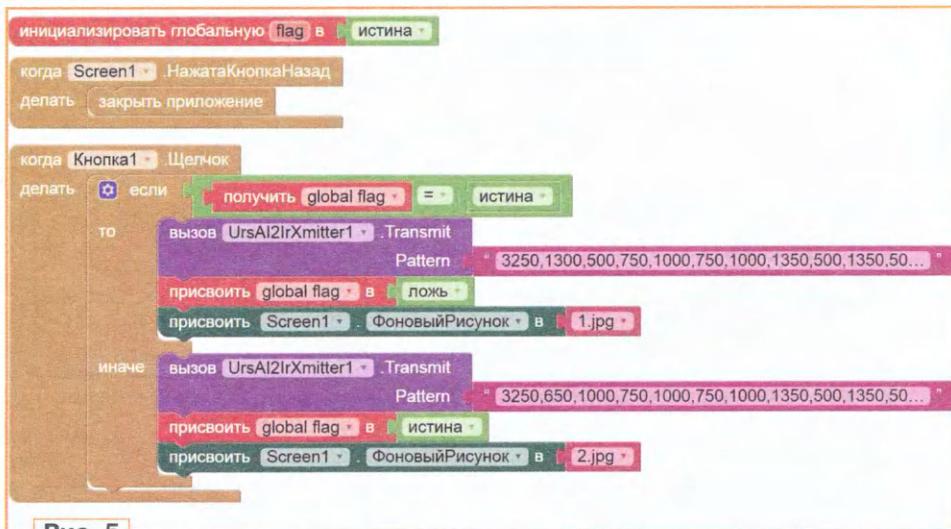 инициализировать глобальную flag в истина
когда Screen1 .НажатаКнопкаНазад
делать закрыть приложение
когда Кнопка1 .Щелчок
делать если получить global flag = истина
то вызов UrsAI2IrXmitter1 .Transmit
Pattern " 3250,1300,500,750,1000,750,1000,1350,500,1350,50... "
присвоить global flag в ложь
присвоить Screen1 . ФоновыйРисунок в 1.jpg
иначе вызов UrsAI2IrXmitter1 .Transmit
Pattern " 3250,650,1000,750,1000,750,1000,1350,500,1350,50... "
присвоить global flag в истина
присвоить Screen1 . ФоновыйРисунок в 2.jpg
Рис. 5